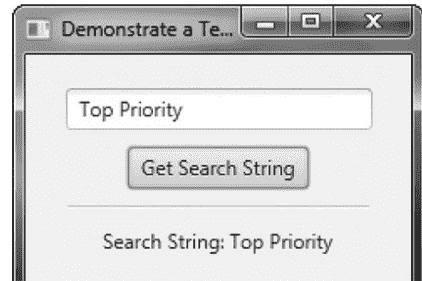 Demonstrate a Te...
Top Priority
Get Search String
Search String: Top Priority